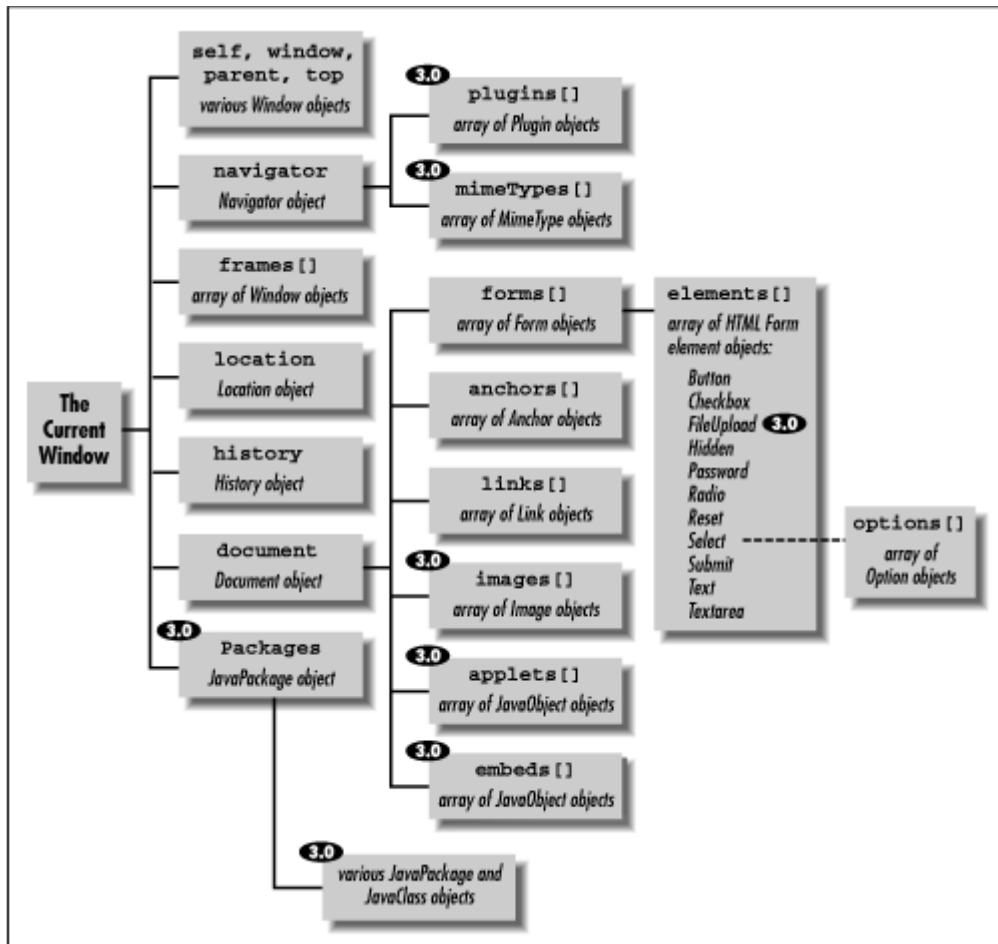 The
Current
Window
self, window,
parent, top
various Window objects
navigator
Navigator object
3.0
plugins[]
array of Plugin objects
3.0
mimeTypes[]
array of MimeType objects
frames[]
array of Window objects
location
Location object
history
History object
document
Document object
forms[]
array of Form objects
elements[]
array of HTML Form
element objects:
Button
Checkbox
FileUpload 3.0
Hidden
Password
Radio
Reset
Select
Submit
Text
Textarea
options[]
array of
Option objects
anchors[]
array of Anchor objects
links[]
array of Link objects
3.0
images[]
array of Image objects
3.0
applets[]
array of JavaObject objects
3.0
embeds[]
array of JavaObject objects
3.0
Packages
JavaPackage object
3.0
various JavaPackage and
JavaClass objects